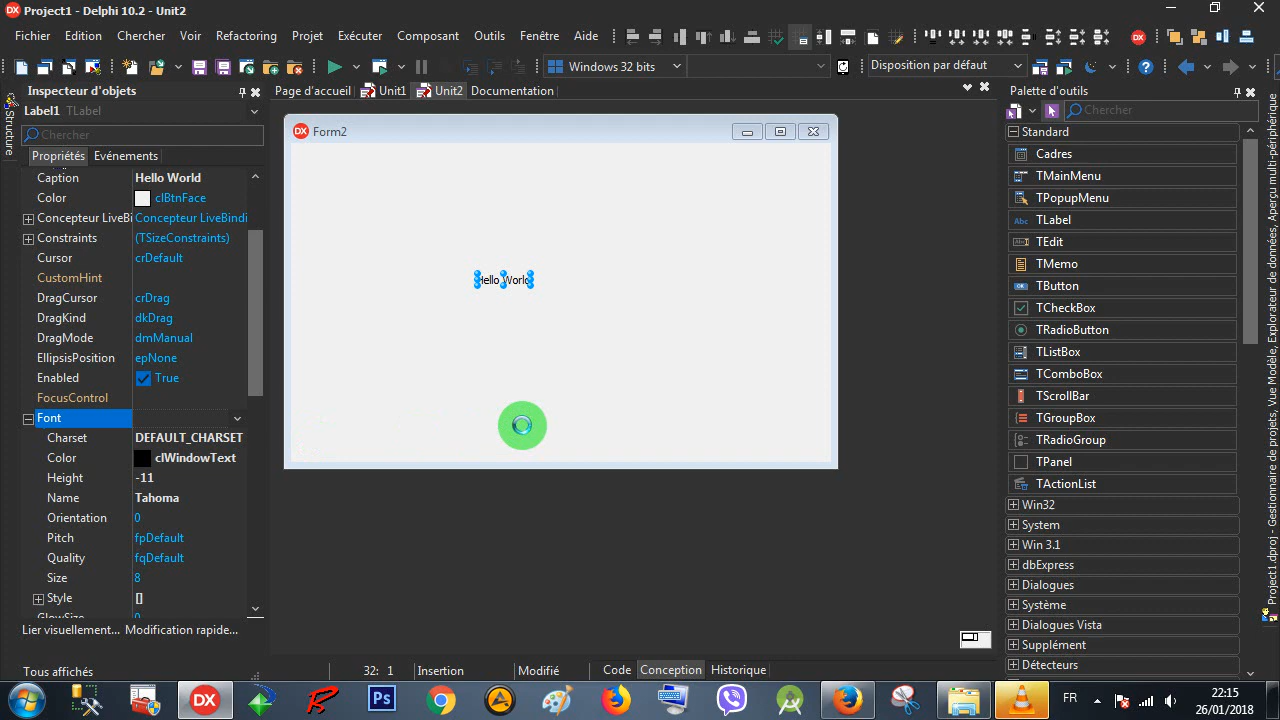 Project1 - Delphi 10.2 - Unit2
Fichier Edition Chercher Voir Refactoring Projet Exécuter Composant Outils Fenêtre Aide
Windows 32 bits
Disposition par défut
Inspecteur d'objets
Label1 TLabel
Chercher
Propriétés Evénements
Caption Hello World
Color clBtnFace
Concepteur LiveBi Concepteur LiveBindi
Constraints (TSizeConstraints)
Cursor crDefault
CustomHint
DragCursor crDrag
DragKind dkDrag
DragMode dmManual
EllipsisPosition epNone
Enabled True
FocusControl
Font
Charset DEFAULT_CHARSET
Color clWindowText
Height -11
Name Tahoma
Orientation 0
Pitch fpDefault
Quality fqDefault
Size 8
Style []
GlowSize 0
Lier visuellement... Modification rapide...
Tous affichés
Structure
Page d'accueil Unit1 Unit2 Documentation
Form2
Hello World
32: 1 Insertion Modifié Code Conception Historique
Palette d'outils
Chercher
Standard
Cadres
TMainMenu
TPopupMenu
TLabel
TEdit
TMemo
TButton
TCheckBox
TRadioButton
TListBox
TComboBox
TScrollBar
TGroupBox
TRadioGroup
TPanel
TActionList
Win32
System
Win 3.1
dbExpress
Dialogues
Système
Dialogues Vista
Supplément
Détecteurs
Project1.dproj - Gestionnaire de projets, Vue Modèle, Explorateur de données, Aperçu multi-périphérique
FR
22:15
26/01/2018